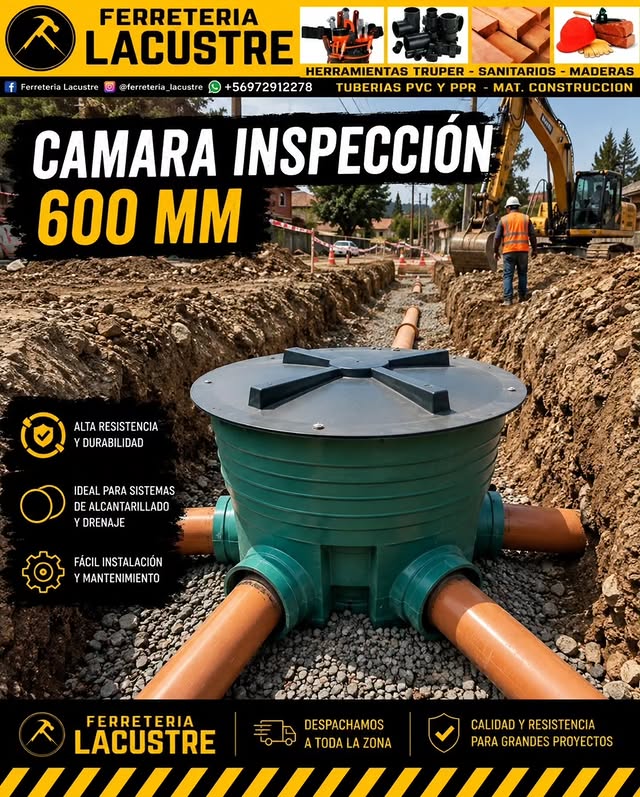 FERRETERIA
LACUSTRE
HERRAMIENTAS TRUPER - SANITARIOS - MADERAS
Ferreteria Lacustre @ferreteria_lacustre +56972912278
TUBERIAS PVC Y PPR - MAT. CONSTRUCCION
CAMARA INSPECCIÓN
600 MM
ALTA RESISTENCIA
Y DURABILIDAD
IDEAL PARA SISTEMAS
DE ALCANTARILLADO
Y DRENAJE
FÁCIL INSTALACIÓN
Y MANTENIMIENTO
FERRETERIA
LACUSTRE
DESPACHAMOS
A TODA LA ZONA
CALIDAD Y RESISTENCIA
PARA GRANDES PROYECTOS